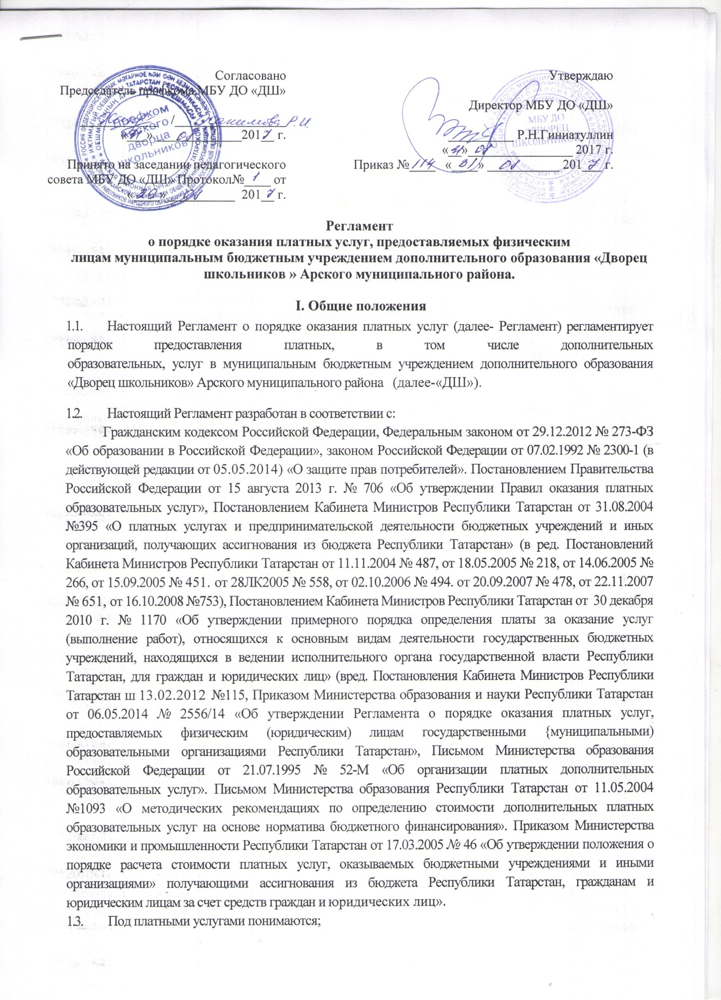 Согласовано
Председатель профкома МБУ ДО «ДШ»
/ Р.И.
«31» 08 2017 г.
Принято на заседании педагогического
совета МБУ ДО «ДШ» Протокол№ 1 от
« » 08 2017 г.
Утверждаю
Директор МБУ ДО «ДШ»
Р.Н.Гиниатуллин
«31» 08 2017 г.
Приказ № 114 «31» 08 2017 г.
Профком
Арского
дворца
школьников
МБУ ДО
«ДВОРЕЦ
ШКОЛЬНИКОВ»
Регламент
о порядке оказания платных услуг, предоставляемых физическим
лицам муниципальным бюджетным учреждением дополнительного образования «Дворец
школьников » Арского муниципального района.
I. Общие положения
1.1. Настоящий Регламент о порядке оказания платных услуг (далее- Регламент) регламентирует
порядок предоставления платных, в том числе дополнительных
образовательных, услуг в муниципальным бюджетным учреждением дополнительного образования
«Дворец школьников» Арского муниципального района (далее-«ДШ»).
1.2. Настоящий Регламент разработан в соответствии с:
Гражданским кодексом Российской Федерации, Федеральным законом от 29.12.2012 № 273-ФЗ
«Об образовании в Российской Федерации», законом Российской Федерации от 07.02.1992 № 2300-1 (в
действующей редакции от 05.05.2014) «О защите прав потребителей». Постановлением Правительства
Российской Федерации от 15 августа 2013 г. № 706 «Об утверждении Правил оказания платных
образовательных услуг», Постановлением Кабинета Министров Республики Татарстан от 31.08.2004
№395 «О платных услугах и предпринимательской деятельности бюджетных учреждений и иных
организаций, получающих ассигнования из бюджета Республики Татарстан» (в ред. Постановлений
Кабинета Министров Республики Татарстан от 11.11.2004 № 487, от 18.05.2005 № 218, от 14.06.2005 №
266, от 15.09.2005 № 451. от 28ЛК2005 № 558, от 02.10.2006 № 494. от 20.09.2007 № 478, от 22.11.2007
№ 651, от 16.10.2008 №753), Постановлением Кабинета Министров Республики Татарстан от 30 декабря
2010 г. № 1170 «Об утверждении примерного порядка определения платы за оказание услуг
(выполнение работ), относящихся к основным видам деятельности государственных бюджетных
учреждений, находящихся в ведении исполнительного органа государственной власти Республики
Татарстан, для граждан и юридических лиц» (вред. Постановления Кабинета Министров Республики
Татарстан ш 13.02.2012 №115, Приказом Министерства образования и науки Республики Татарстан
от 06.05.2014 № 2556/14 «Об утверждении Регламента о порядке оказания платных услуг,
предоставляемых физическим (юридическим) лицам государственными {муниципальными)
образовательными организациями Республики Татарстан», Письмом Министерства образования
Российской Федерации от 21.07.1995 № 52-М «Об организации платных дополнительных
образовательных услуг». Письмом Министерства образования Республики Татарстан от 11.05.2004
№1093 «О методических рекомендациях по определению стоимости дополнительных платных
образовательных услуг на основе норматива бюджетного финансирования». Приказом Министерства
экономики и промышленности Республики Татарстан от 17.03.2005 № 46 «Об утверждении положения о
порядке расчета стоимости платных услуг, оказываемых бюджетными учреждениями и иными
организациями» получающими ассигнования из бюджета Республики Татарстан, гражданам и
юридическим лицам за счет средств граждан и юридических лиц».
1.3. Под платными услугами понимаются;